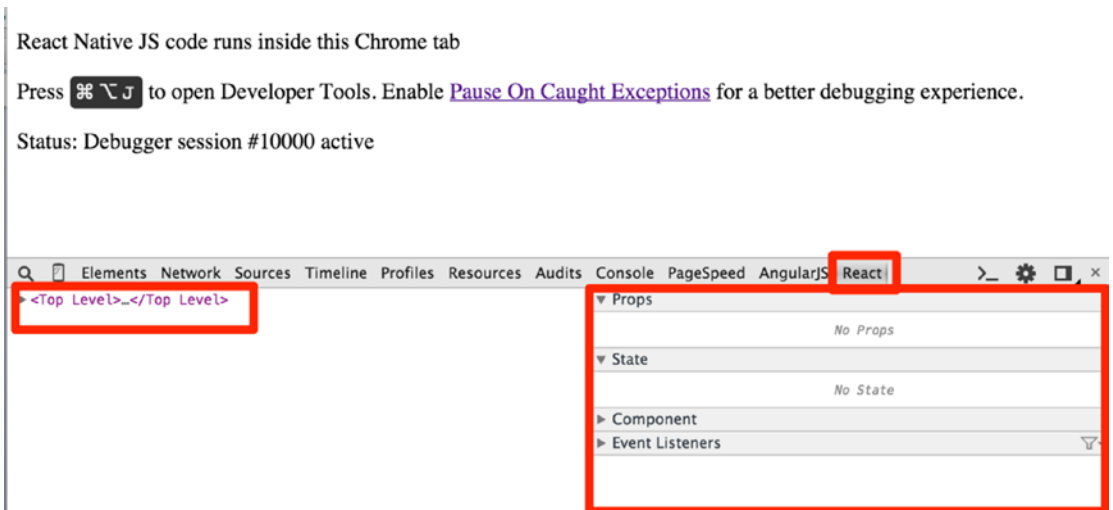 React Native JS code runs inside this Chrome tab
Press ⌘⌥J to open Developer Tools. Enable Pause On Caught Exceptions for a better debugging experience.
Status: Debugger session #10000 active
Elements Network Sources Timeline Profiles Resources Audits Console PageSpeed AngularJS React
<Top Level>…</Top Level>
Props
No Props
State
No State
Component
Event Listeners